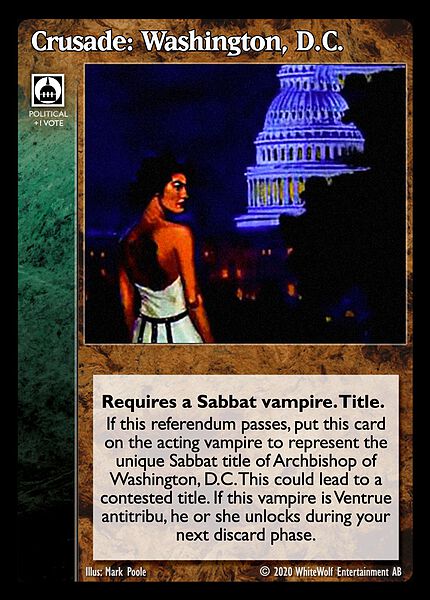 Crusade: Washington, D.C.
POLITICAL
+1 VOTE
Requires a Sabbat vampire. Title.
If this referendum passes, put this card
on the acting vampire to represent the
unique Sabbat title of Archbishop of
Washington, D.C. This could lead to a
contested title. If this vampire is Ventrue
antitribu, he or she unlocks during your
next discard phase.
Illus: Mark Poole
© 2020 WhiteWolf Entertainment AB